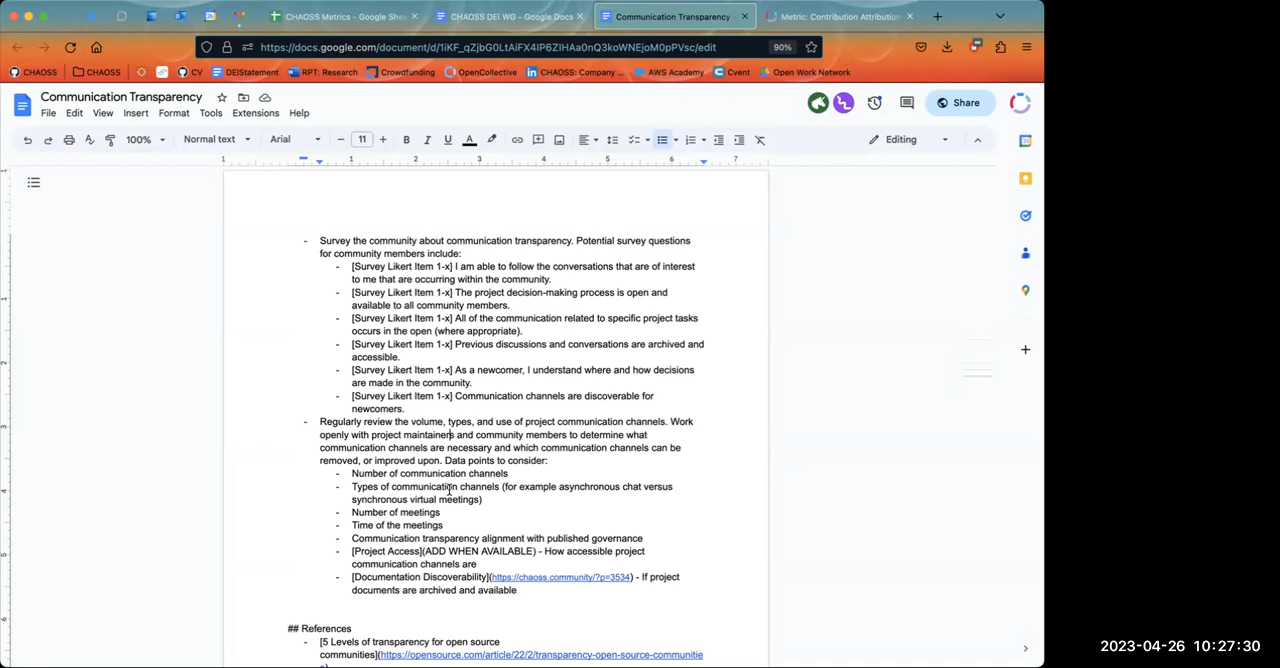 CHAOSS Metrics - Google Shee
CHAOSS DEI WG - Google Docs
Communication Transparency -
Metric: Contribution Attribution
https://docs.google.com/document/d/1iKF_qZjbG0LtAiFX4IP6ZIHAa0nQ3koWNEjoM0pPVsc/edit
90%
CHAOSS
CHAOSS
CV
DEIStatement
RPT: Research
Crowdfunding
OpenCollective
CHAOSS: Company ...
AWS Academy
Cvent
Open Work Network
Communication Transparency
File Edit View Insert Format Tools Extensions Help
Share
100%
Normal text
Arial
11
Editing
1 1 2 3 4 5 6 7
- Survey the community about communication transparency. Potential survey questions
for community members include:
- [Survey Likert Item 1-x] I am able to follow the conversations that are of interest
to me that are occurring within the community.
- [Survey Likert Item 1-x] The project decision-making process is open and
available to all community members.
- [Survey Likert Item 1-x] All of the communication related to specific project tasks
occurs in the open (where appropriate).
- [Survey Likert Item 1-x] Previous discussions and conversations are archived and
accessible.
- [Survey Likert Item 1-x] As a newcomer, I understand where and how decisions
are made in the community.
- [Survey Likert Item 1-x] Communication channels are discoverable for
newcomers.
- Regularly review the volume, types, and use of project communication channels. Work
openly with project maintainers and community members to determine what
communication channels are necessary and which communication channels can be
removed, or improved upon. Data points to consider:
- Number of communication channels
- Types of communication channels (for example asynchronous chat versus
synchronous virtual meetings)
- Number of meetings
- Time of the meetings
- Communication transparency alignment with published governance
- [Project Access](ADD WHEN AVAILABLE) - How accessible project
communication channels are
- [Documentation Discoverability](https://chaoss.community/?p=3534) - If project
documents are archived and available
## References
- [5 Levels of transparency for open source
communities](https://opensource.com/article/22/2/transparency-open-source-communitie
2023-04-26 10:27:30